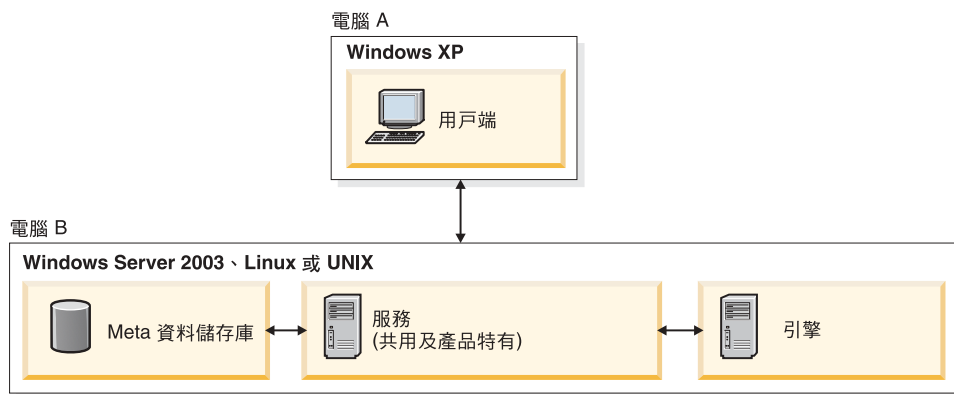 電腦 A
Windows XP
用戶端
電腦 B
Windows Server 2003、Linux 或 UNIX
Meta 資料儲存庫
服務
(共用及產品特有)
引擎